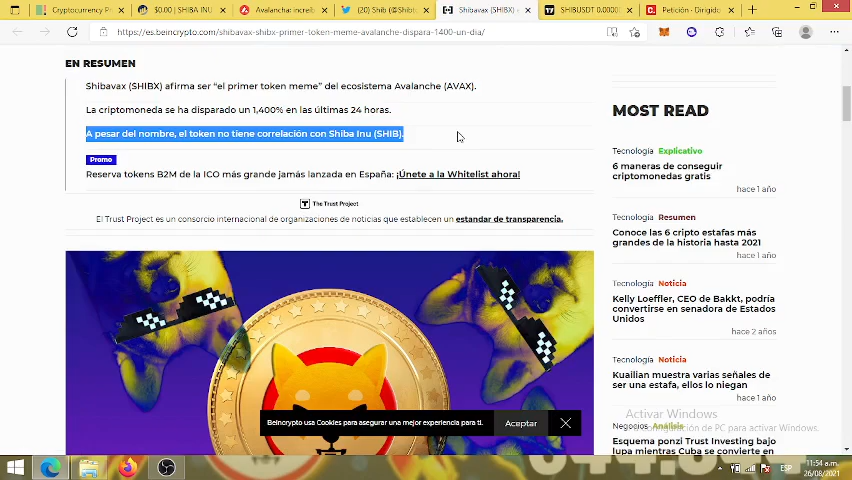 Cryptocurrency P
$0.00 | SHIBA INU
Avalancha: increíb
(20) Shib (@Shibto
Shibavax (SHIBX) e
SHIBUSDT 0.0000
Petición · Dirigido
https://es.beincrypto.com/shibavax-shibx-primer-token-meme-avalanche-dispara-1400-un-dia/
EN RESUMEN
Shibavax (SHIBX) afirma ser “el primer token meme” del ecosistema Avalanche (AVAX).
La criptomoneda se ha disparado un 1,400% en las últimas 24 horas.
A pesar del nombre, el token no tiene correlación con Shiba Inu (SHIB).
Promo
Reserva tokens B2M de la ICO más grande jamás lanzada en España: ¡Únete a la Whitelist ahora!
The Trust Project
El Trust Project es un consorcio internacional de organizaciones de noticias que establecen un estandar de transparencia.
Beincrypto usa Cookies para asegurar una mejor experiencia para ti.
Aceptar
MOST READ
Tecnología Explicativo
6 maneras de conseguir
criptomonedas gratis
hace 1 año
Tecnología Resumen
Conoce las 6 cripto estafas más
grandes de la historia hasta 2021
hace 1 año
Tecnología Noticia
Kelly Loeffler, CEO de Bakkt, podría
convertirse en senadora de Estados
Unidos
hace 2 años
Tecnología Noticia
Kuailian muestra varias señales de
ser una estafa, ellos lo niegan
hace 1 año
Activar Windows
Configuración de PC para activar Windows.
Negocios Análisis
Esquema ponzi Trust Investing bajo
lupa mientras Cuba se convierte en
ESP
11:54 a.m.
26/08/2021